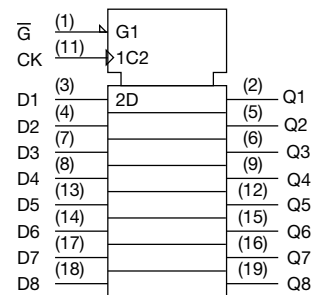 G̅ (1) G1
CK (11) 1C2
D1 (3) 2D (2) Q1
D2 (4) (5) Q2
D3 (7) (6) Q3
D4 (8) (9) Q4
D5 (13) (12) Q5
D6 (14) (15) Q6
D7 (17) (16) Q7
D8 (18) (19) Q8